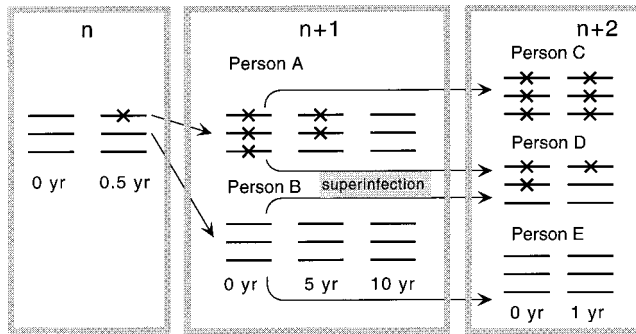 n
0 yr 0.5 yr
n+1
Person A
superinfection
Person B
0 yr 5 yr 10 yr
n+2
Person C
Person D
Person E
0 yr 1 yr